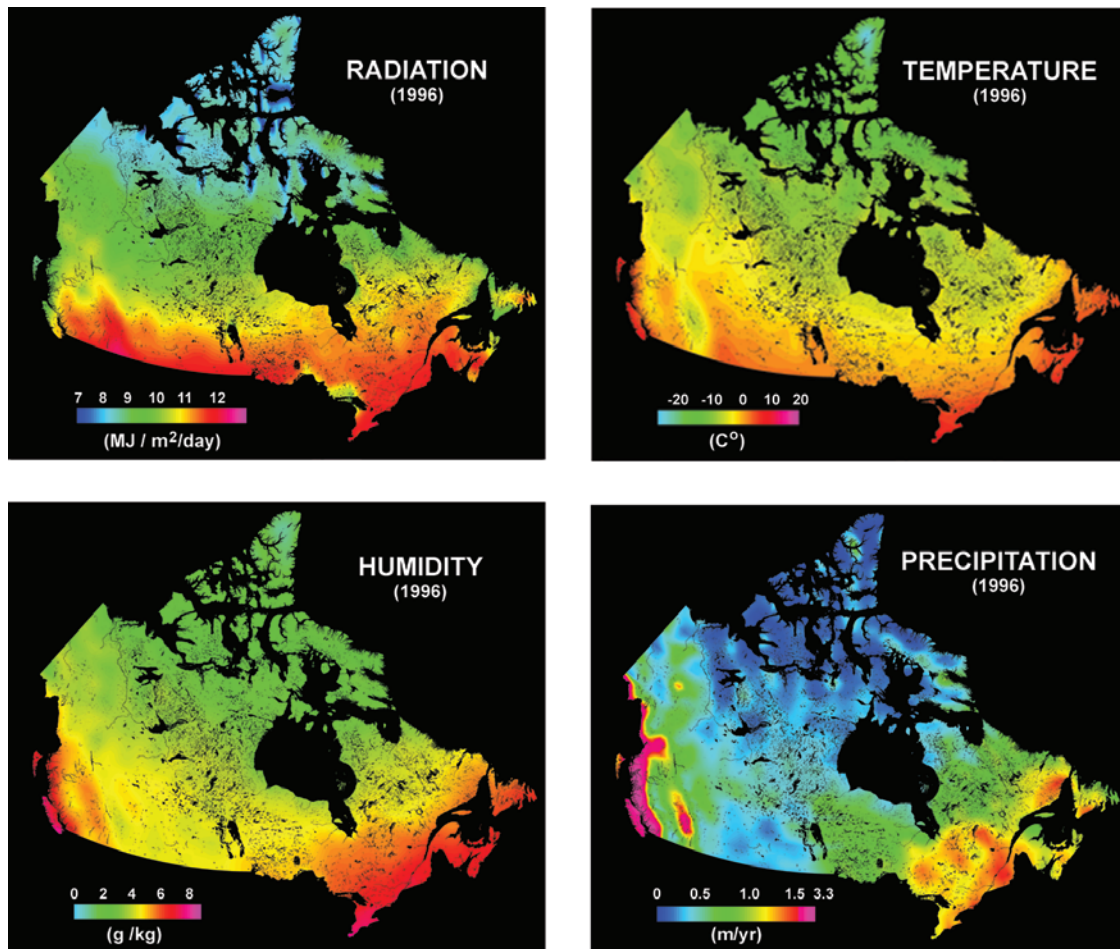 RADIATION
(1996)
7 8 9 10 11 12
(MJ / m²/day)
TEMPERATURE
(1996)
-20 -10 0 10 20
(C°)
HUMIDITY
(1996)
0 2 4 6 8
(g /kg)
PRECIPITATION
(1996)
0 0.5 1.0 1.5 3.3
(m/yr)